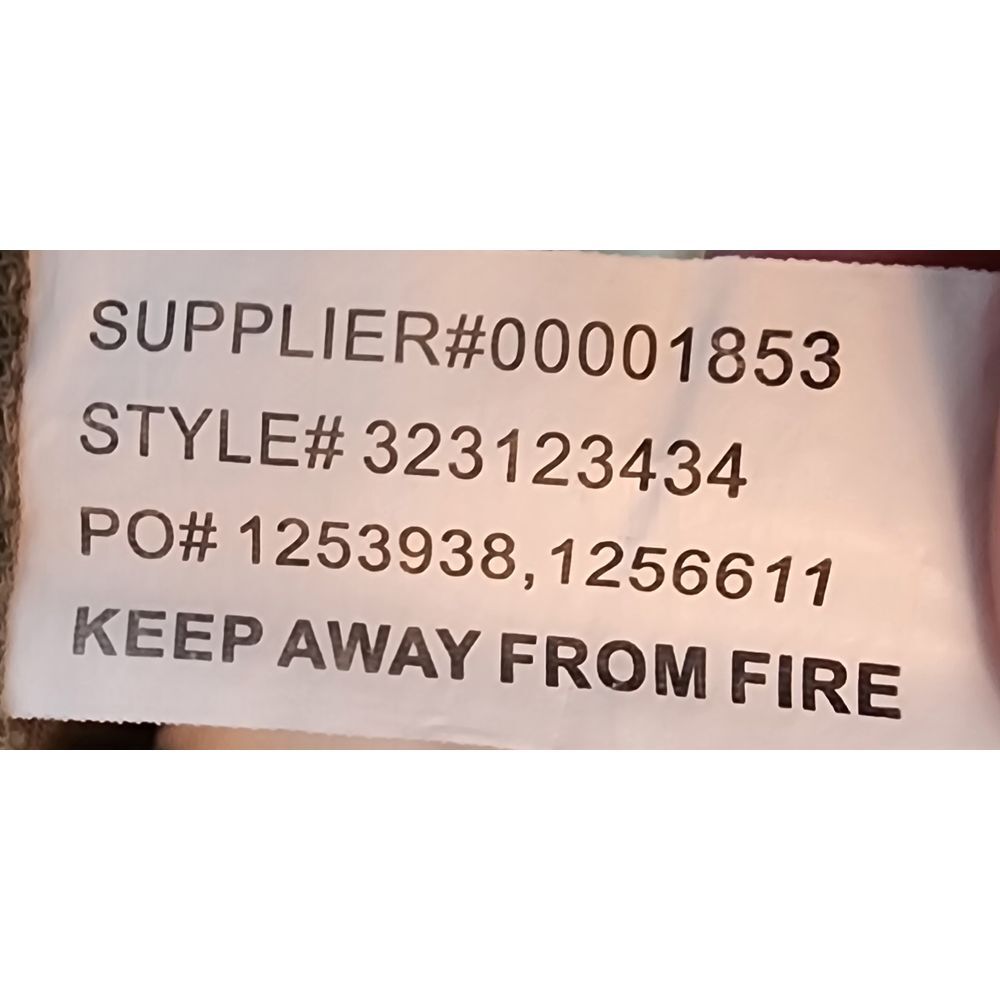 SUPPLIER#00001853
STYLE# 323123434
PO# 1253938,1256611
KEEP AWAY FROM FIRE